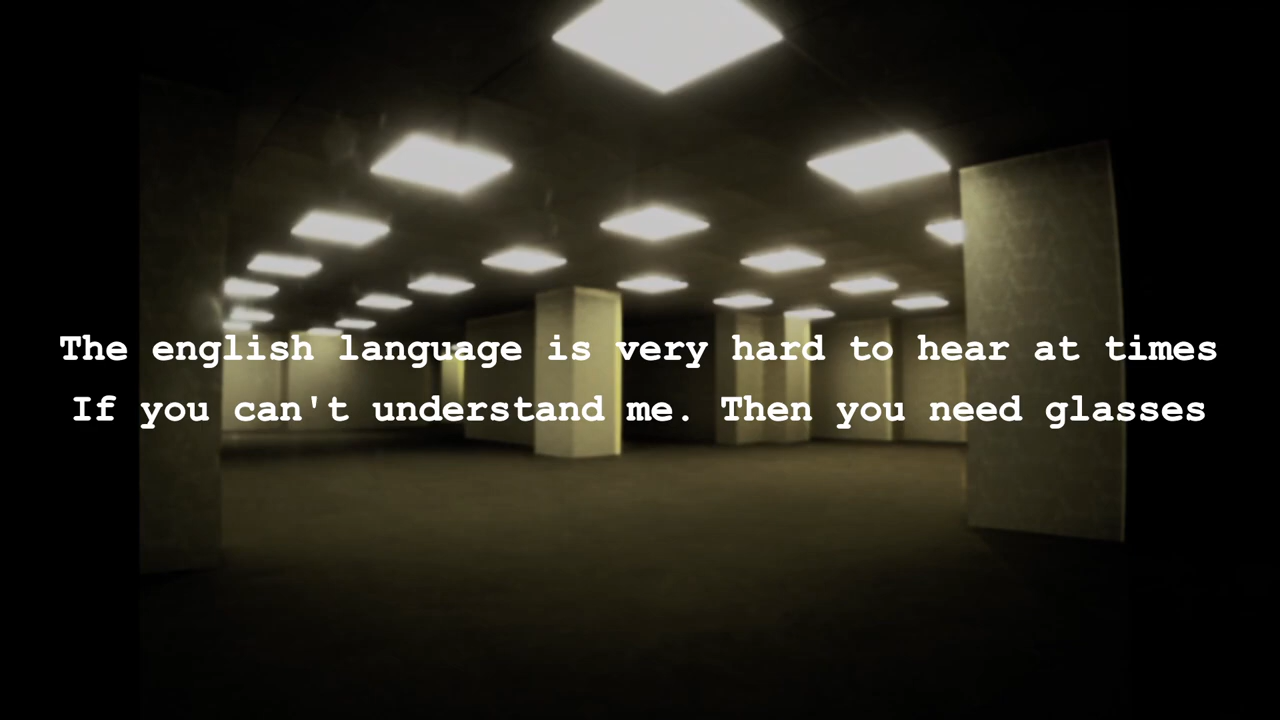 The english language is very hard to hear at times
If you can't understand me. Then you need glasses